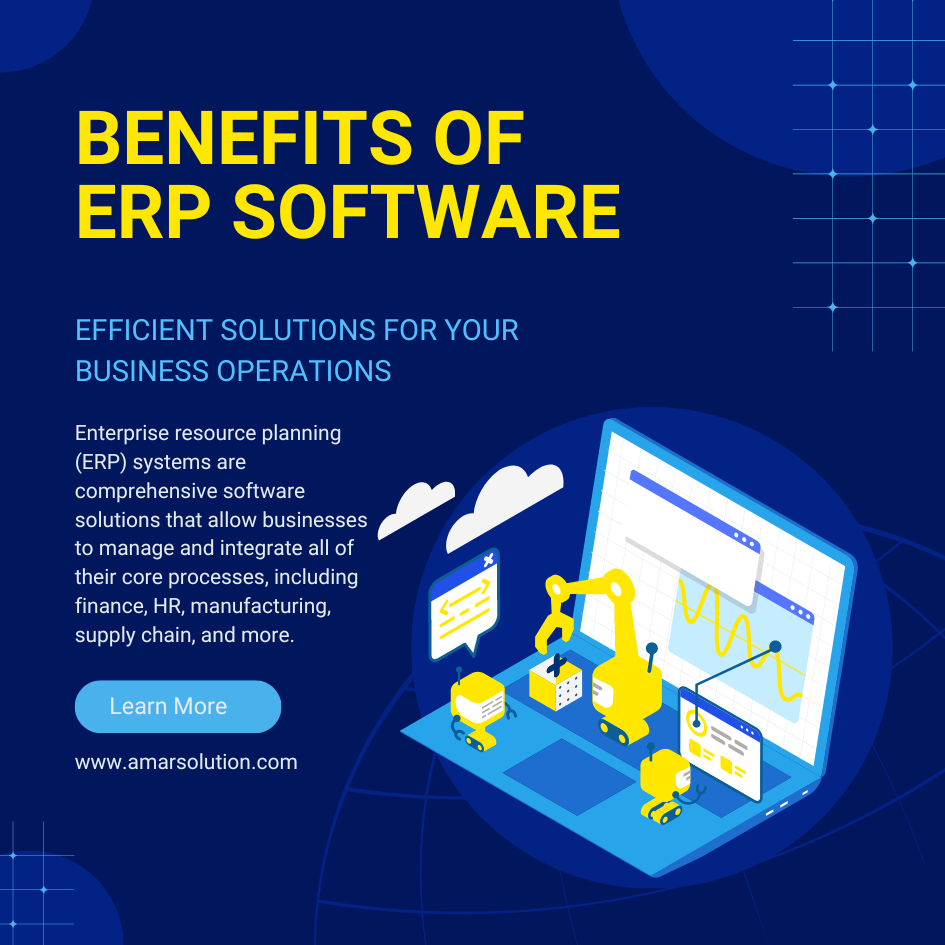 BENEFITS OF
ERP SOFTWARE
EFFICIENT SOLUTIONS FOR YOUR
BUSINESS OPERATIONS
Enterprise resource planning
(ERP) systems are
comprehensive software
solutions that allow businesses
to manage and integrate all of
their core processes, including
finance, HR, manufacturing,
supply chain, and more.
Learn More
www.amarsolution.com